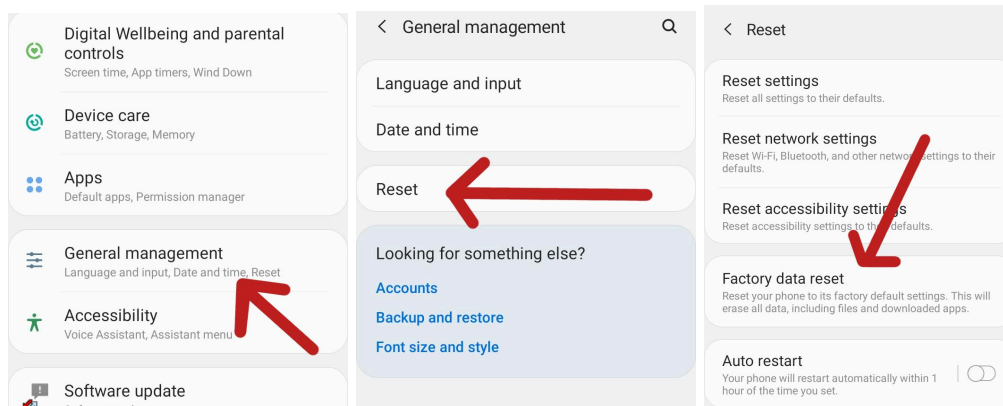 Digital Wellbeing and parental
controls
Screen time, App timers, Wind Down
Device care
Battery, Storage, Memory
Apps
Default apps, Permission manager
General management
Language and input, Date and time, Reset
Accessibility
Voice Assistant, Assistant menu
Software update
General management
Language and input
Date and time
Reset
Looking for something else?
Accounts
Backup and restore
Font size and style
Reset
Reset settings
Reset all settings to their defaults.
Reset network settings
Reset Wi-Fi, Bluetooth, and other network settings to their
defaults.
Reset accessibility settings
Reset accessibility settings to their defaults.
Factory data reset
Reset your phone to its factory default settings. This will
erase all data, including files and downloaded apps.
Auto restart
Your phone will restart automatically within 1
hour of the time you set.